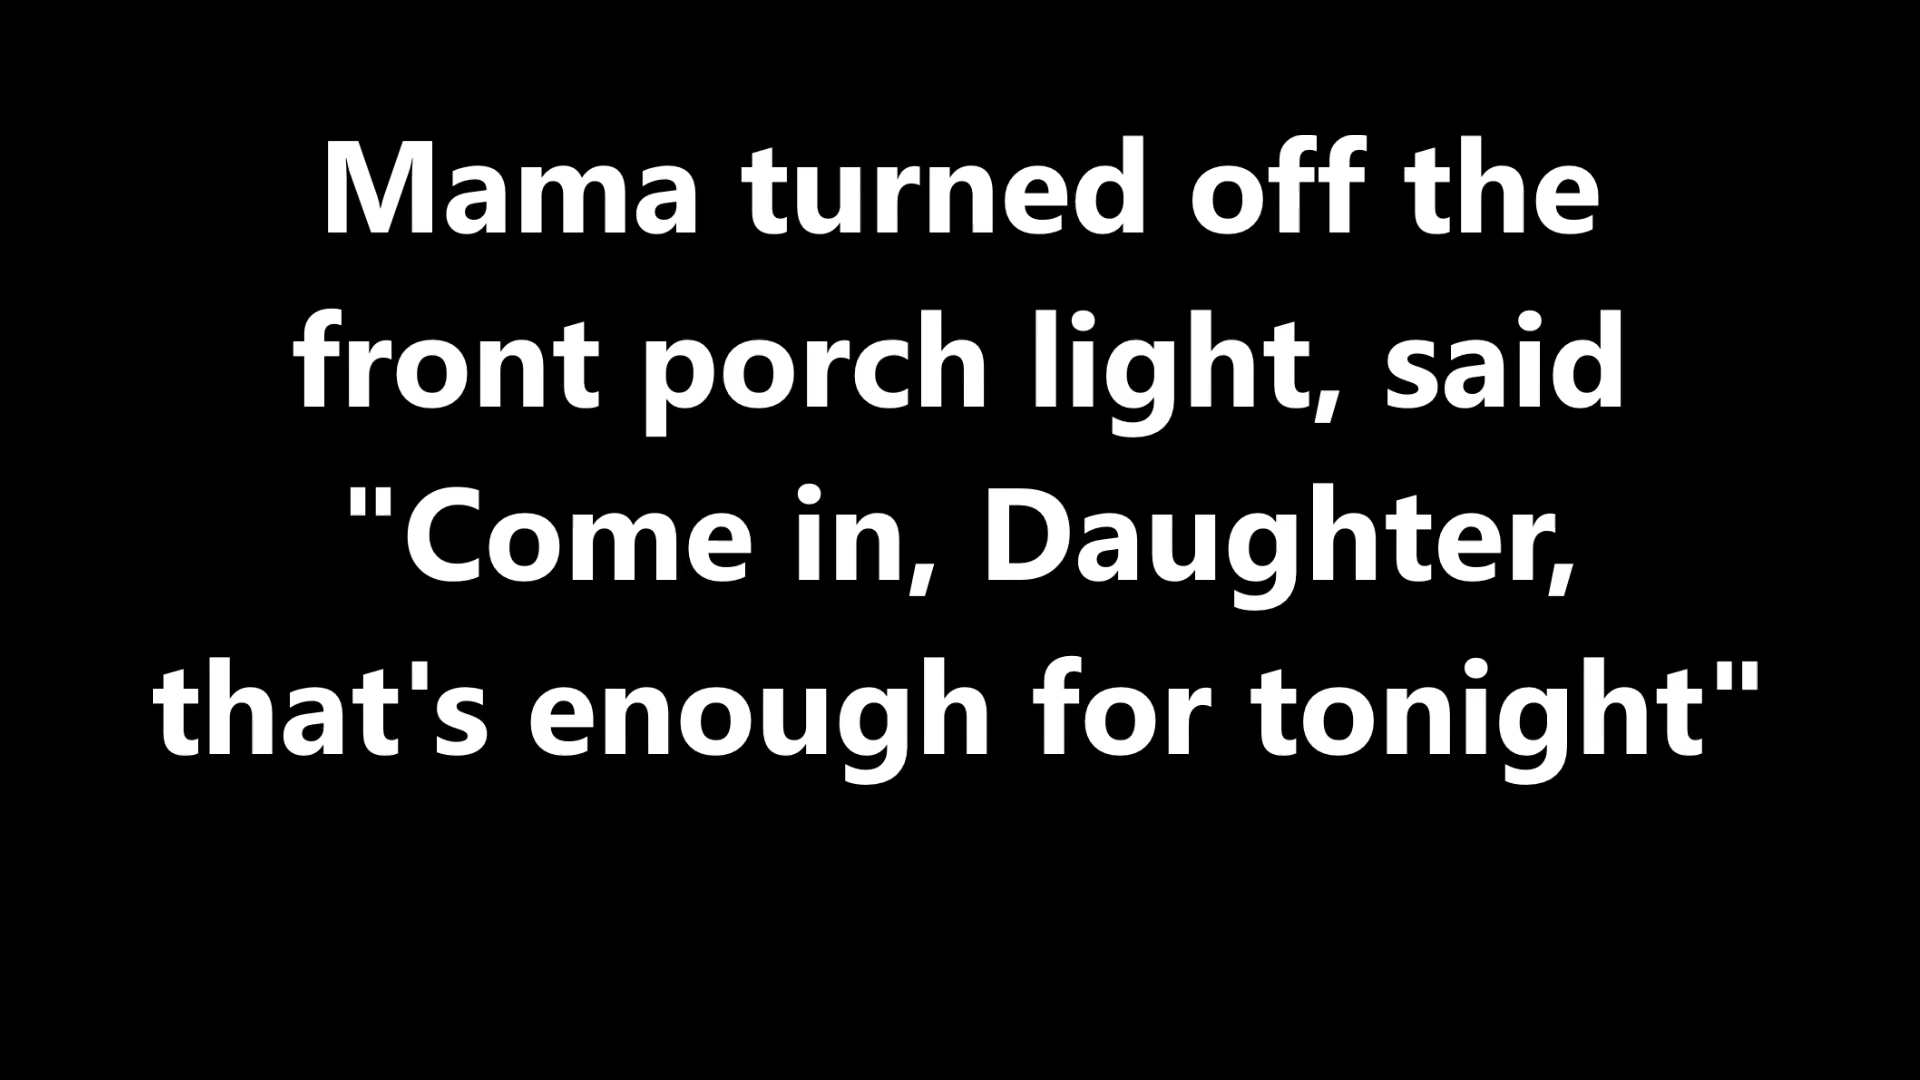 Mama turned off the
front porch light, said
"Come in, Daughter,
that's enough for tonight"